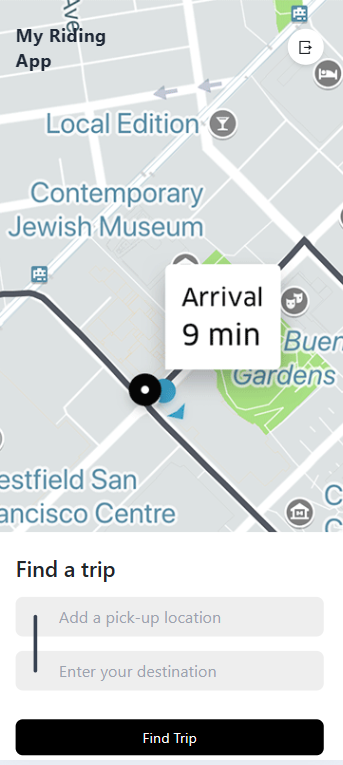 Ave
My Riding
App
Local Edition
Contemporary
Jewish Museum
Arrival
9 min
Buen
Gardens
estfield San
ancisco Centre
C
C
Find a trip
Add a pick-up location
Enter your destination
Find Trip